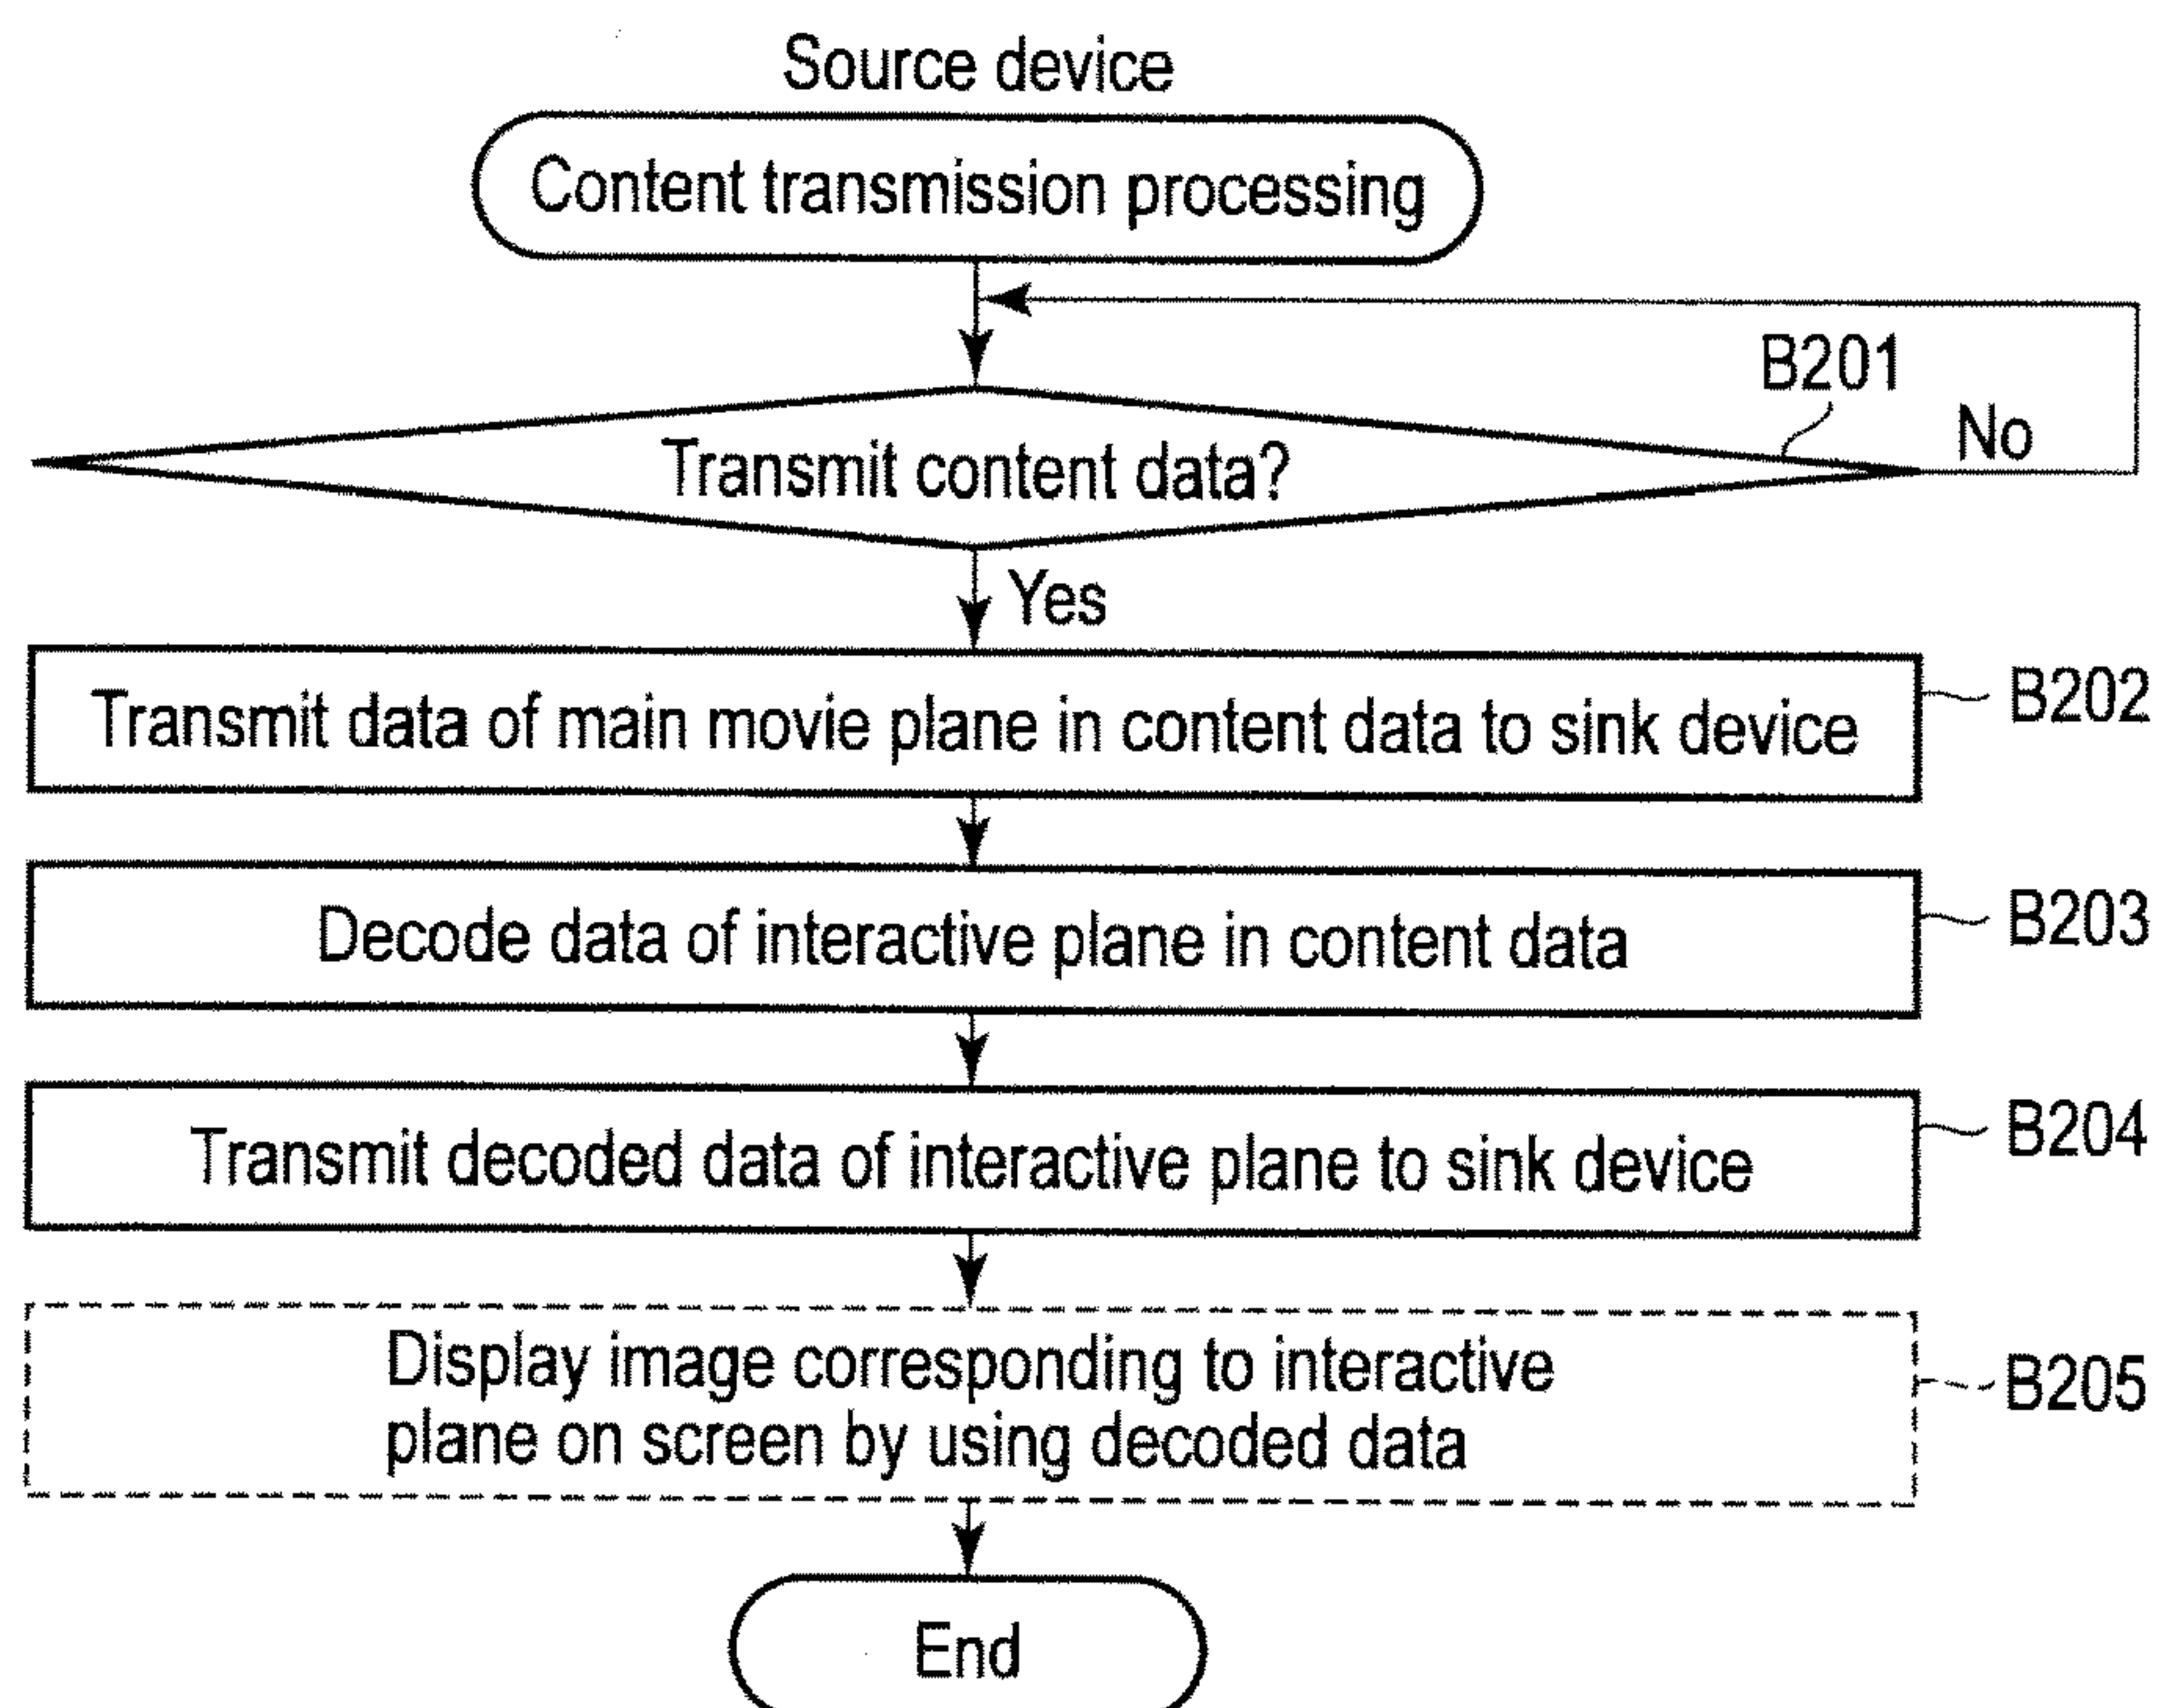 Source device
Content transmission processing
B201
Transmit content data?
No
Yes
Transmit data of main movie plane in content data to sink device
B202
Decode data of interactive plane in content data
B203
Transmit decoded data of interactive plane to sink device
B204
Display image corresponding to interactive
plane on screen by using decoded data
B205
End